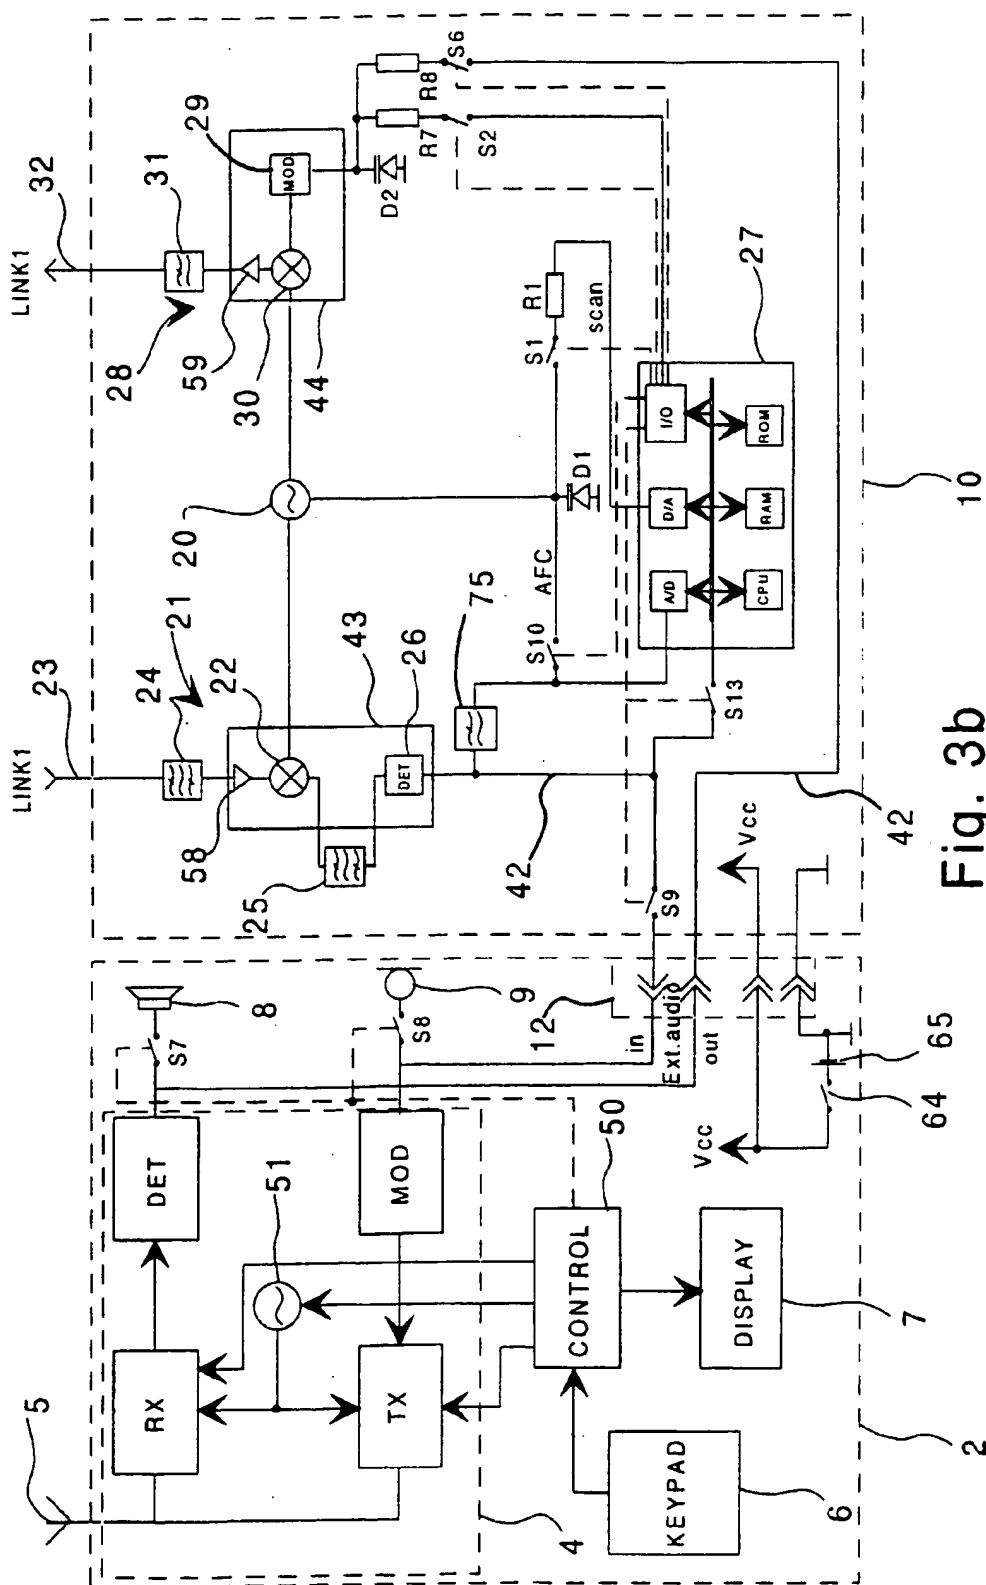 LINK1
23
24
21
22
58
25
43
DET
26
42
75
20
LINK1
32
31
28
59
30
44
29
MOD
D2
R7
R8
S2
S6
R1
S1
scan
AFC
S10
D1
A/D
D/A
I/O
CPU
RAM
ROM
27
S13
S9
42
Vcc
10
5
RX
DET
S7
8
51
TX
MOD
S8
9
12
in
Ext.audio
out
4
CONTROL
50
KEYPAD
6
DISPLAY
7
Vcc
64
65
2
Fig. 3b